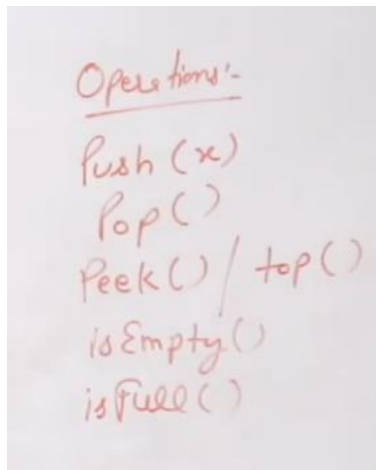 Operations:-
Push (x)
Pop()
Peek() / top()
isEmpty()
isFull()